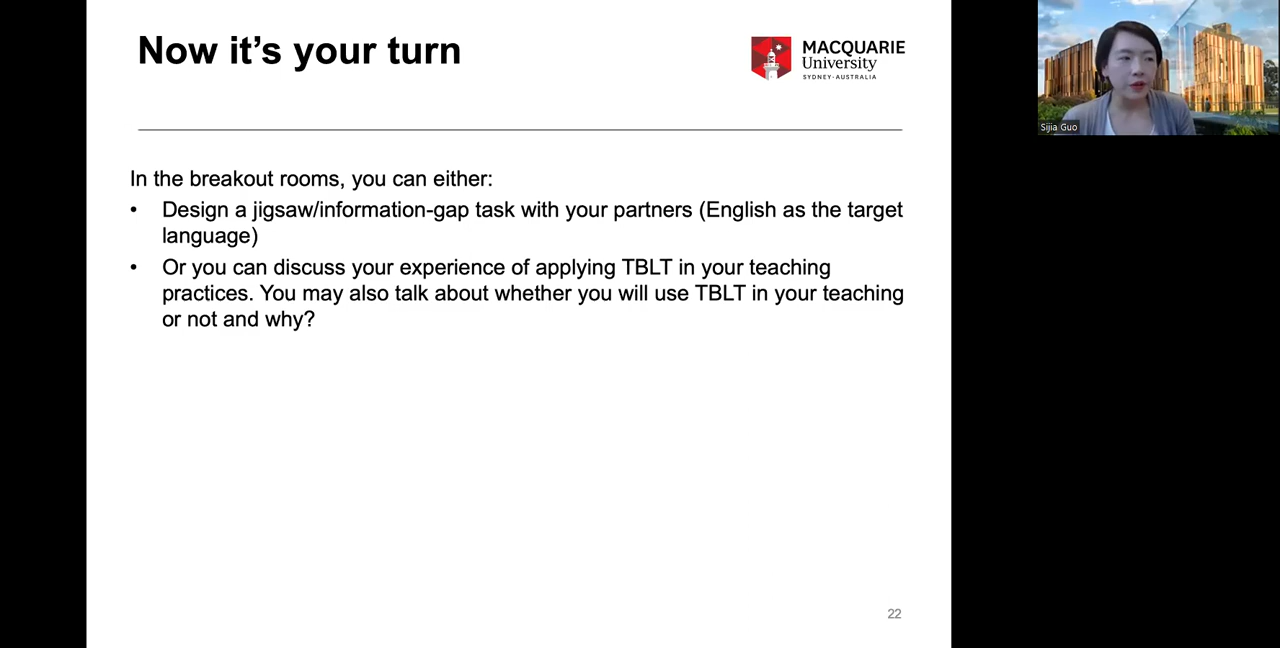 Now it’s your turn
MACQUARIE
University
SYDNEY·AUSTRALIA
Sijia Guo
In the breakout rooms, you can either:
• Design a jigsaw/information-gap task with your partners (English as the target
language)
• Or you can discuss your experience of applying TBLT in your teaching
practices. You may also talk about whether you will use TBLT in your teaching
or not and why?
22